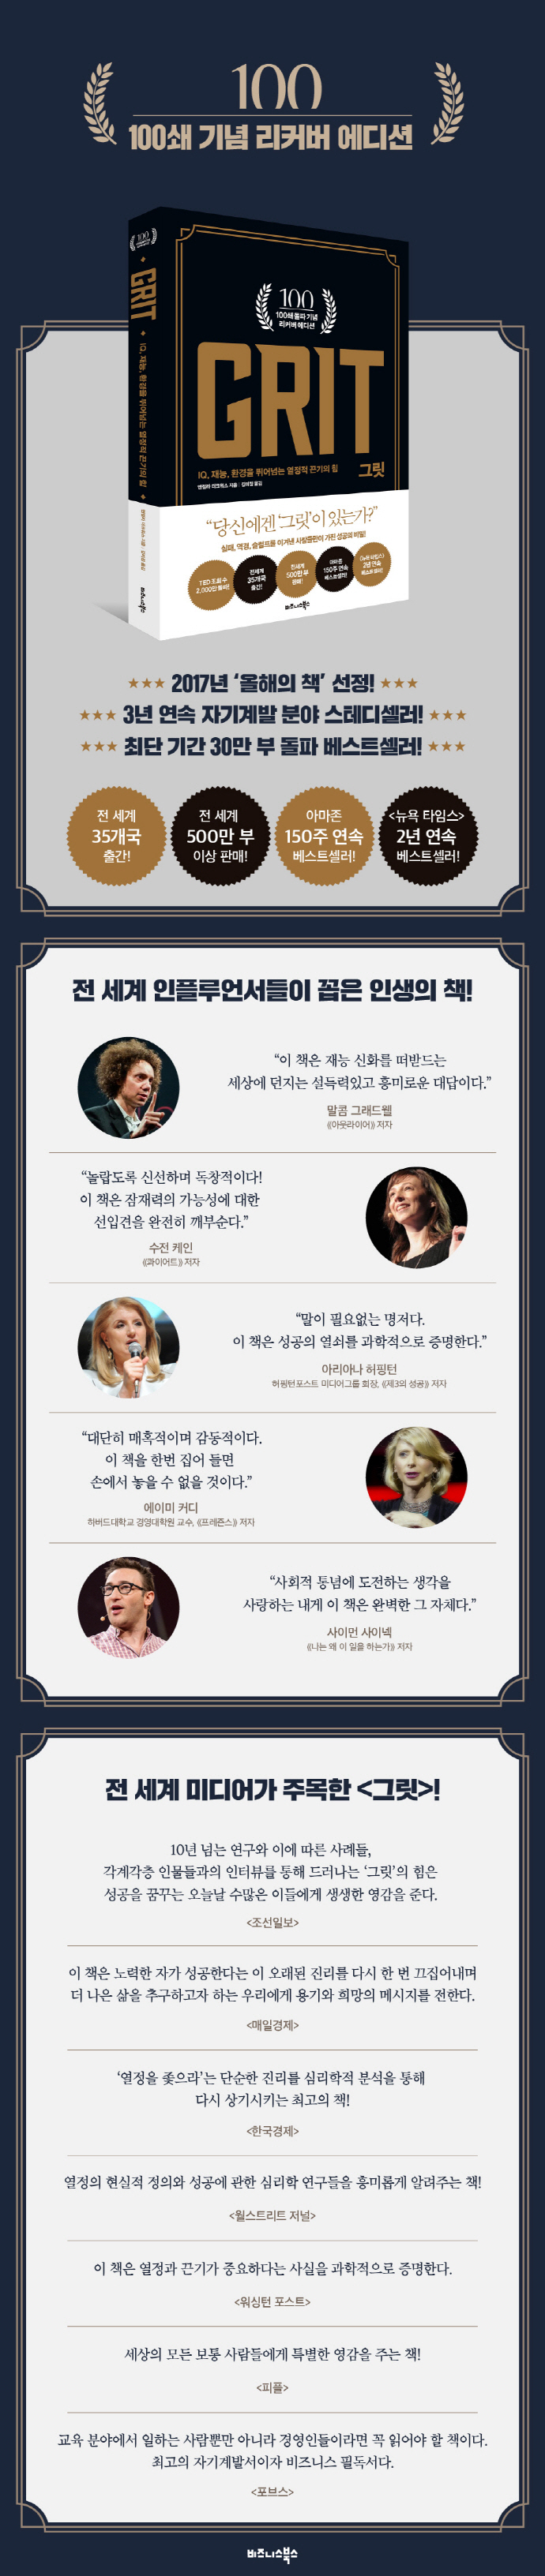 100
100쇄 기념 리커버 에디션
100
GRIT
IQ, 재능, 환경을 뛰어넘는 열정적 끈기의 힘
비즈니스북스
100
100쇄 돌파 기념
리커버 에디션
GRIT
IQ, 재능, 환경을 뛰어넘는 열정적 끈기의 힘
그릿
앤절라 더크워스 지음 | 김미정 옮김
“당신에겐 ‘그릿’이 있는가?”
실패, 역경, 슬럼프를 이겨낸 사람들만이 가진 성공의 비밀!
TED 조회 수
2,000만 돌파!
전 세계
35개국
출간!
전 세계
500만 부
판매!
아마존
150주 연속
베스트셀러!
<뉴욕 타임스>
2년 연속
베스트셀러!
비즈니스북스
★★★ 2017년 ‘올해의 책’ 선정! ★★★
★★★ 3년 연속 자기계발 분야 스테디셀러! ★★★
★★★ 최단 기간 30만 부 돌파 베스트셀러! ★★★
전 세계
35개국
출간!
전 세계
500만 부
이상 판매!
아마존
150주 연속
베스트셀러!
<뉴욕 타임스>
2년 연속
베스트셀러!
전 세계 인플루언서들이 꼽은 인생의 책!
“이 책은 재능 신화를 떠받드는
세상에 던지는 설득력있고 흥미로운 대답이다.”
말콤 그래드웰
《아웃라이어》 저자
“놀랍도록 신선하며 독창적이다!
이 책은 잠재력의 가능성에 대한
선입견을 완전히 깨부순다.”
수전 케인
《콰이어트》 저자
“말이 필요없는 명저다.
이 책은 성공의 열쇠를 과학적으로 증명한다.”
아리아나 허핑턴
허핑턴포스트 미디어그룹 회장, 《제3의 성공》 저자
“대단히 매혹적이며 감동적이다.
이 책을 한번 집어 들면
손에서 놓을 수 없을 것이다.”
에이미 커디
하버드대학교 경영대학원 교수, 《프레즌스》 저자
“사회적 통념에 도전하는 생각을
사랑하는 내게 이 책은 완벽한 그 자체다.”
사이먼 사이넥
《나는 왜 이 일을 하는가》 저자
전 세계 미디어가 주목한 <그릿>!
10년 넘는 연구와 이에 따른 사례들,
각계각층 인물들과의 인터뷰를 통해 드러나는 ‘그릿’의 힘은
성공을 꿈꾸는 오늘날 수많은 이들에게 생생한 영감을 준다.
<조선일보>
이 책은 노력한 자가 성공한다는 이 오래된 진리를 다시 한 번 끄집어내며
더 나은 삶을 추구하고자 하는 우리에게 용기와 희망의 메시지를 전한다.
<매일경제>
‘열정을 좇으라’는 단순한 진리를 심리학적 분석을 통해
다시 상기시키는 최고의 책!
<한국경제>
열정의 현실적 정의와 성공에 관한 심리학 연구들을 흥미롭게 알려주는 책!
<월스트리트 저널>
이 책은 열정과 끈기가 중요하다는 사실을 과학적으로 증명한다.
<워싱턴 포스트>
세상의 모든 보통 사람들에게 특별한 영감을 주는 책!
<피플>
교육 분야에서 일하는 사람뿐만 아니라 경영인들이라면 꼭 읽어야 할 책이다.
최고의 자기계발서이자 비즈니스 필독서다.
<포브스>
비즈니스북스